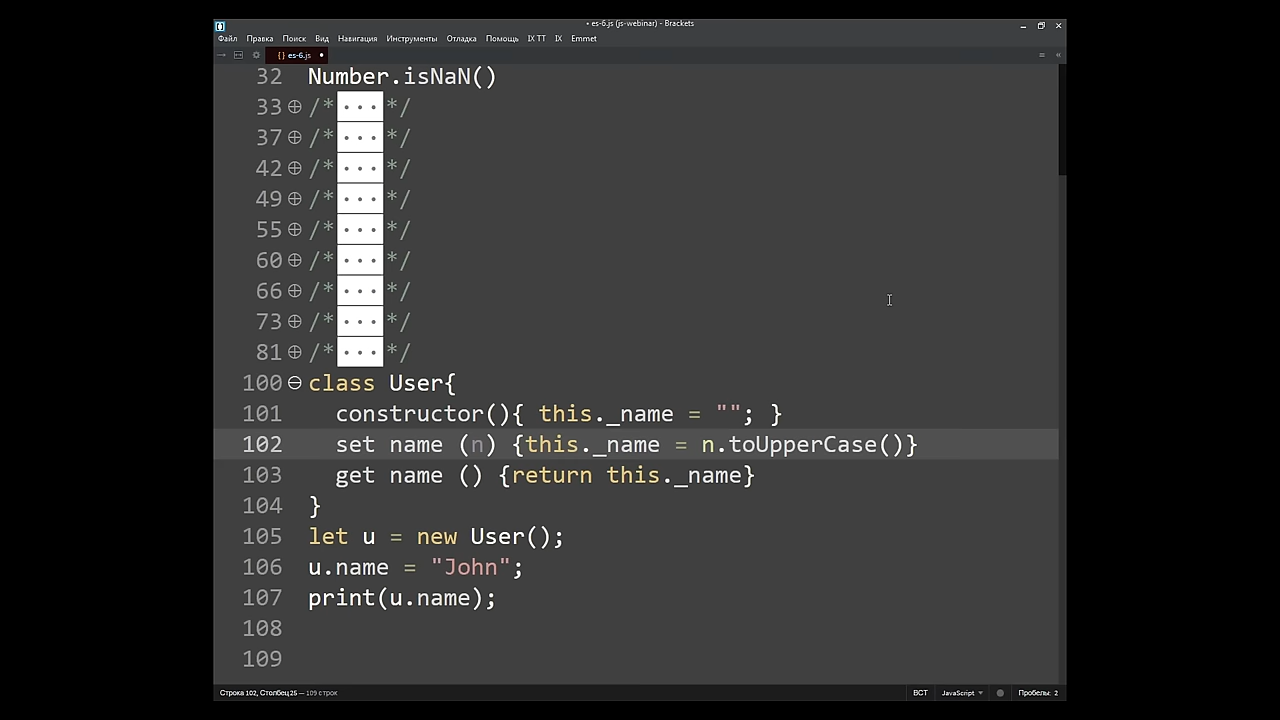 • es-6.js (js-webinar) - Brackets
Файл Правка Поиск Вид Навигация Инструменты Отладка Помощь IX TT IX Emmet
{} es-6.js •
32 Number.isNaN()
33 /*...*/
37 /*...*/
42 /*...*/
49 /*...*/
55 /*...*/
60 /*...*/
66 /*...*/
73 /*...*/
81 /*...*/
100 class User{
101 constructor(){ this._name = ""; }
102 set name (n) {this._name = n.toUpperCase()}
103 get name () {return this._name}
104 }
105 let u = new User();
106 u.name = "John";
107 print(u.name);
108
109
Строка 102, Столбец 25 — 109 строк ВСТ JavaScript Пробелы: 2